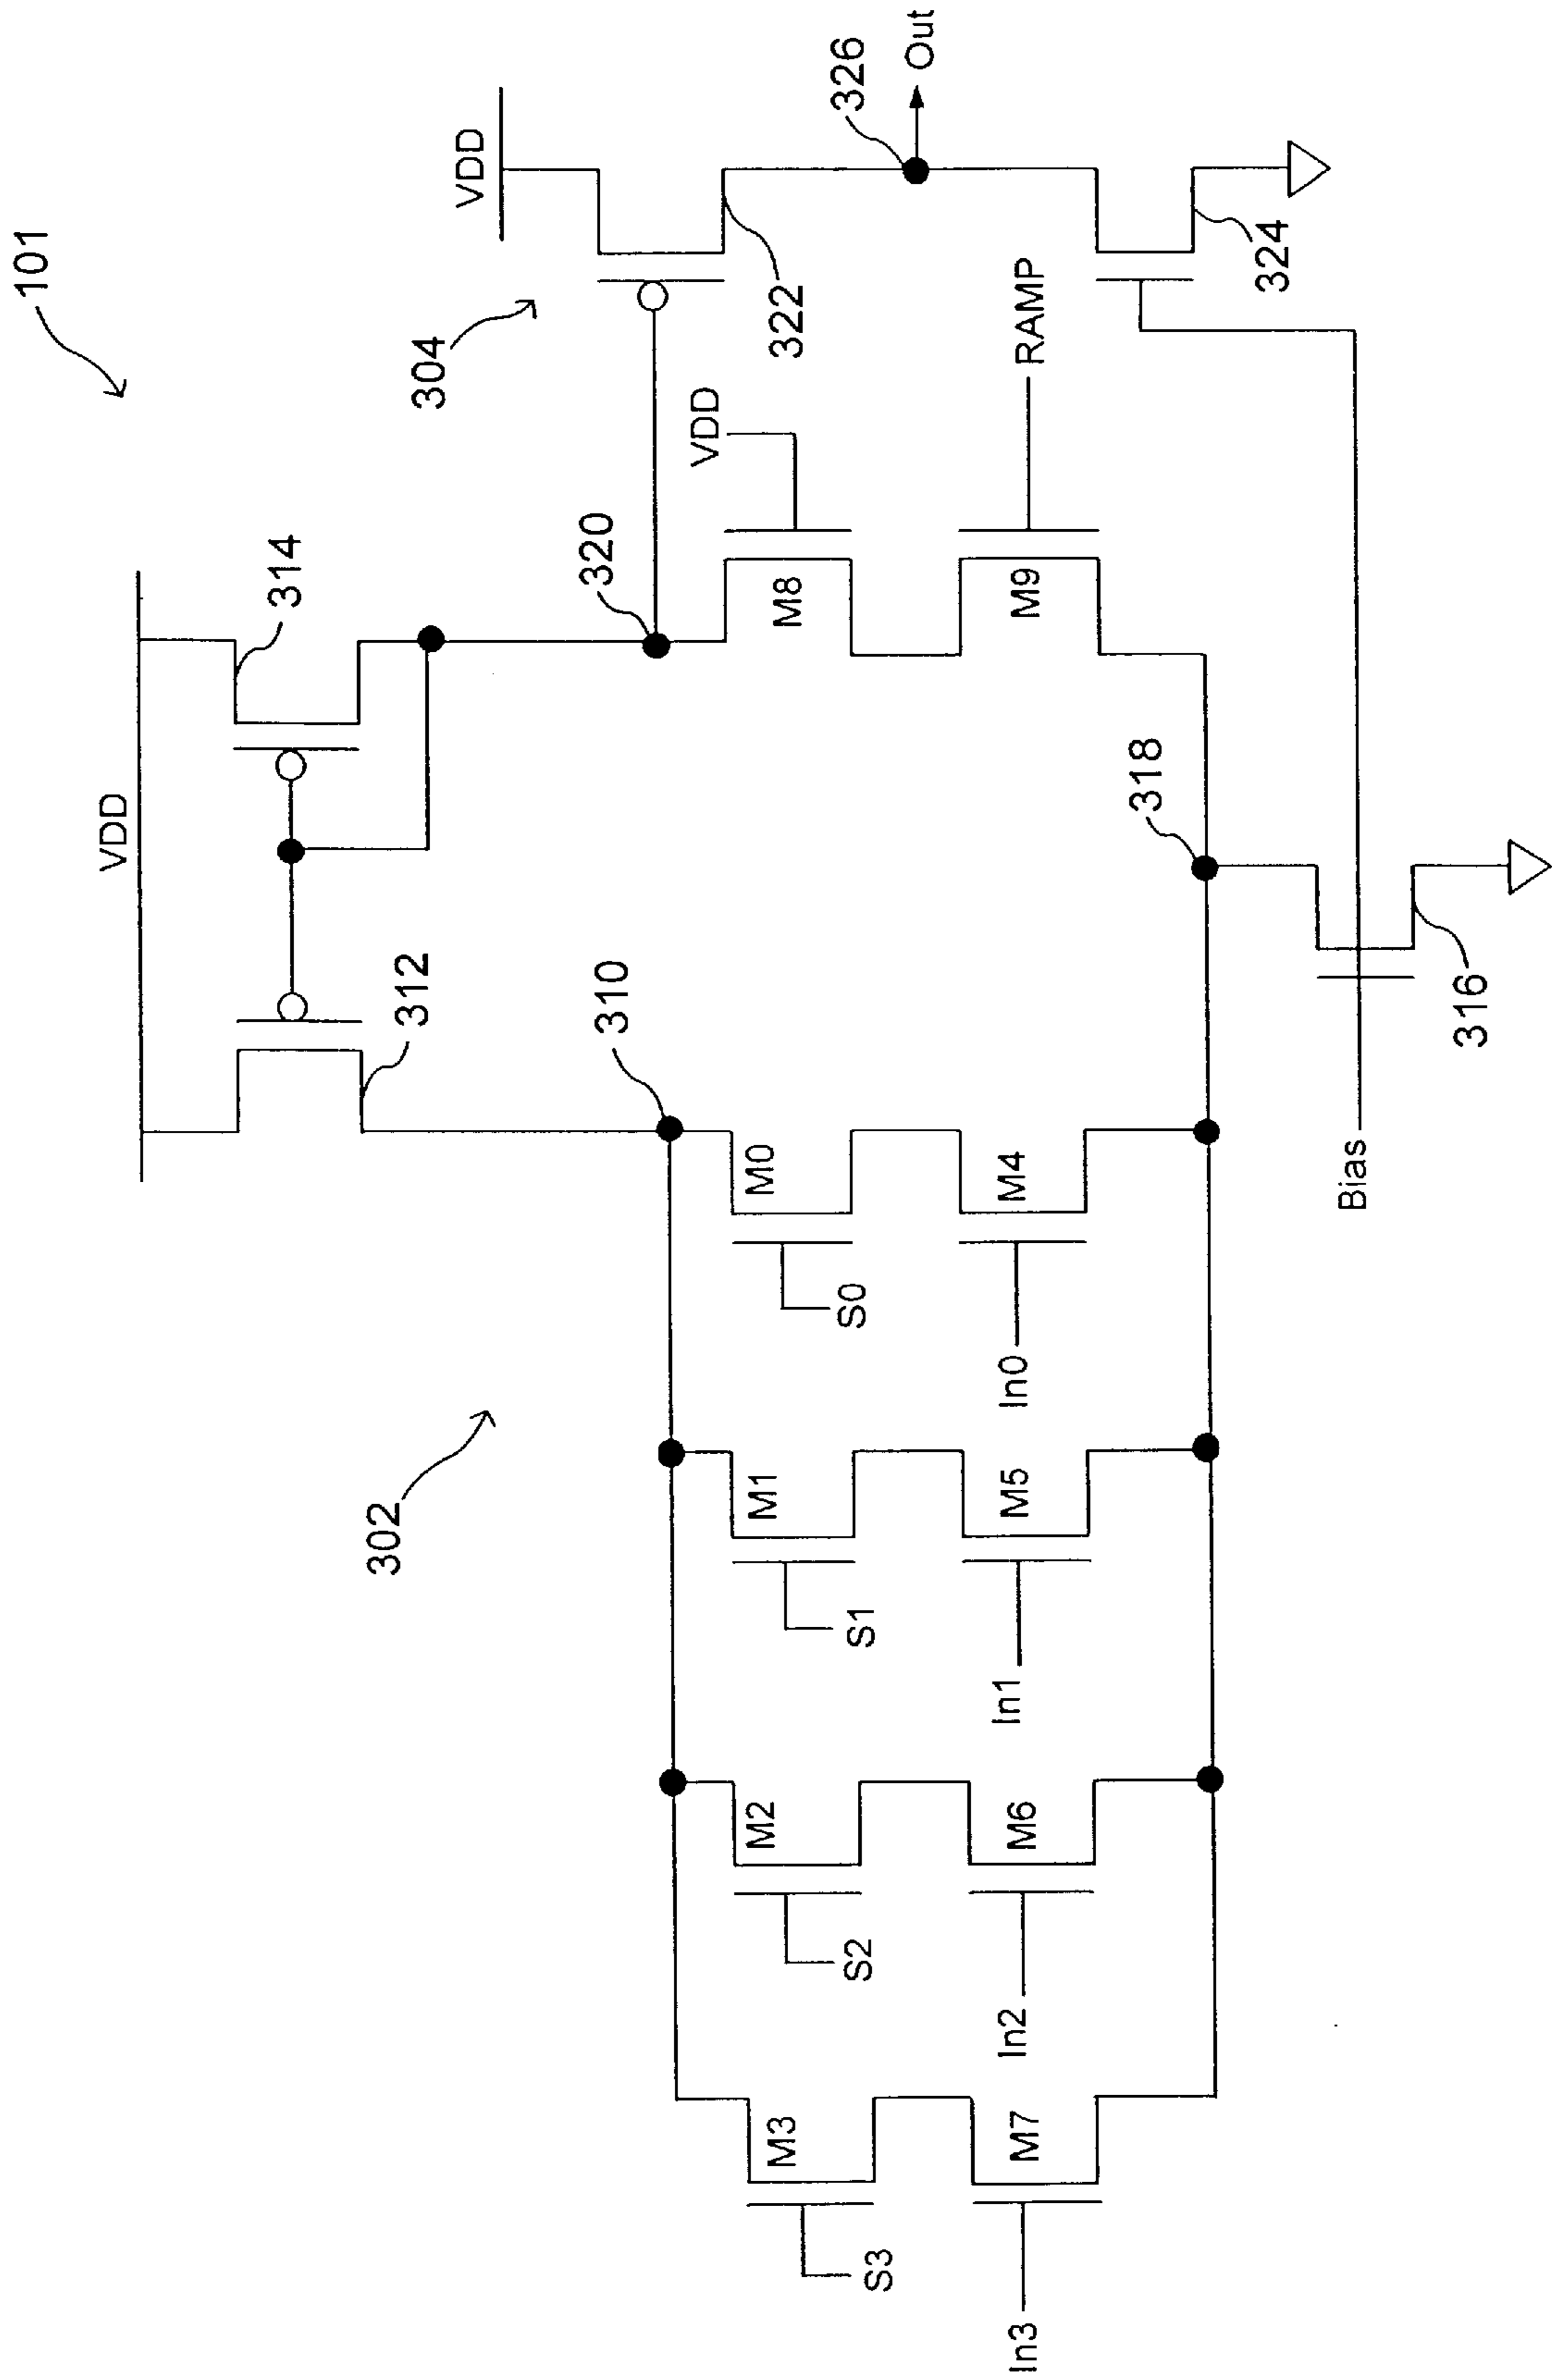 101
VDD
314
312
302
304
VDD
322
326
Out
320
VDD
310
M8
M9
RAMP
324
318
M0
S0
M4
In0
M1
S1
M5
In1
M2
S2
M6
In2
M3
S3
M7
In3
Bias
316